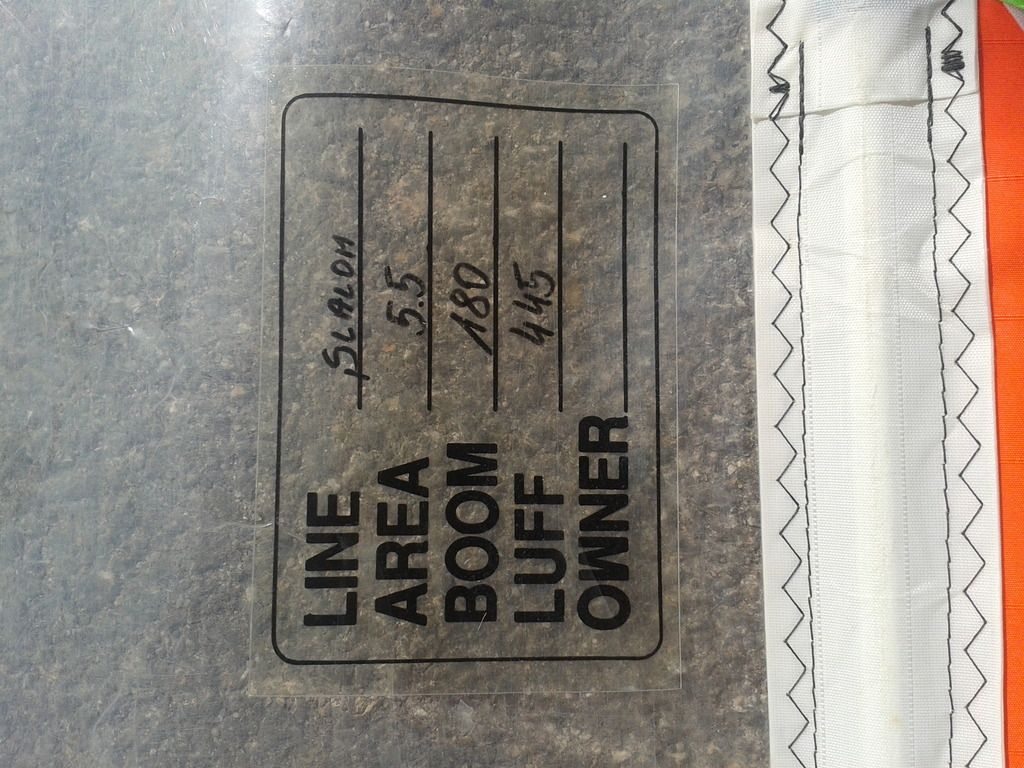 LINE SLALOM
AREA 5.5
BOOM 180
LUFF 445
OWNER